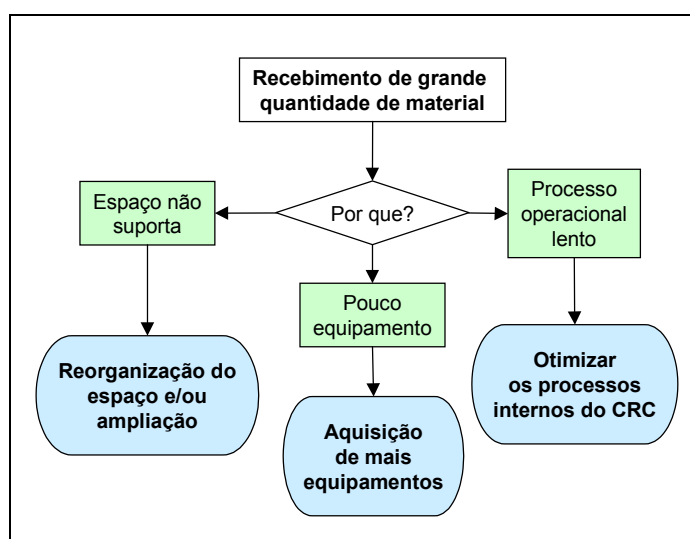 Recebimento de grande
quantidade de material
Por que?
Espaço não
suporta
Processo
operacional
lento
Pouco
equipamento
Reorganização do
espaço e/ou
ampliação
Otimizar
os processos
internos do CRC
Aquisição
de mais
equipamentos